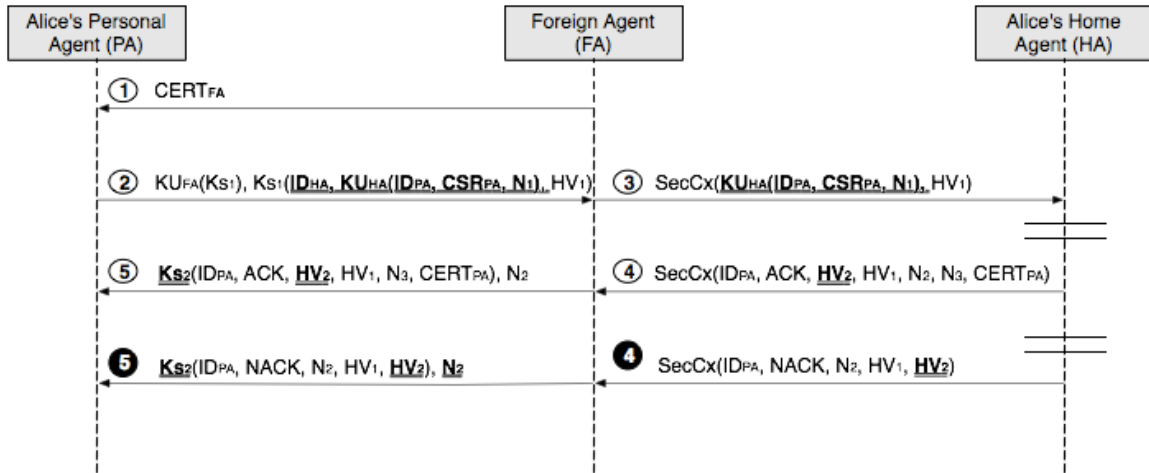 Alice's Personal
Agent (PA)
Foreign Agent
(FA)
Alice's Home
Agent (HA)
1 CERTFA
2 KUFA(Ks1), Ks1(IDHA, KUHA(IDPA, CSRPA, N1), HV1)
3 SecCx(KUHA(IDPA, CSRPA, N1), HV1)
5 Ks2(IDPA, ACK, HV2, HV1, N3, CERTPA), N2
4 SecCx(IDPA, ACK, HV2, HV1, N2, N3, CERTPA)
5 Ks2(IDPA, NACK, N2, HV1, HV2), N2
4 SecCx(IDPA, NACK, N2, HV1, HV2)